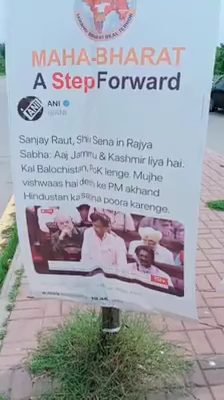 MAHA-BHARAT
A StepForward
ANI
ANI
@ANI
Sanjay Raut, Shiv Sena in Rajya
Sabha: Aaj Jammu & Kashmir liya hai.
Kal Balochistan, PoK lenge. Mujhe
vishwaas hai desh ke PM akhand
Hindustan ka sapna poora karenge.